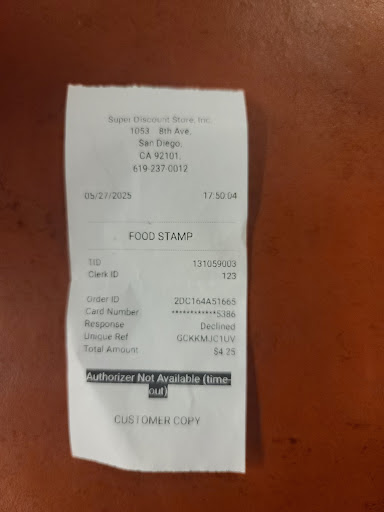 Supin Discount Store, Inc.
1053 8th Ave,
San Diego,
CA 92101,
619-237-0012
05/27/2025 17:50:04
FOOD STAMP
TID 131059003
Clerk ID 123
Order ID 2DC164A51665
Card Number ************5386
Response Declined
Unique Ref GCKKMJC1UV
Total Amount $4.25
Authorizer Not Available (time-
out)
CUSTOMER COPY